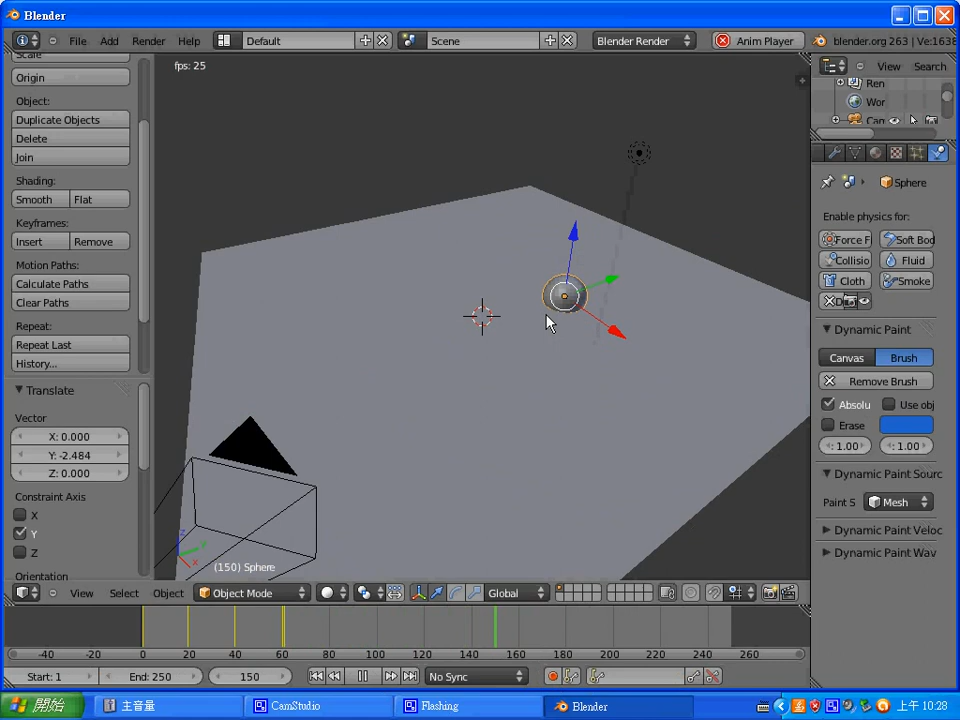 Blender
File Add Render Help Default Scene Blender Render Anim Player blender.org 263 | Ve:1638
fps: 25
View Search
Ren
Wor
Can
Scale
Origin
Object:
Duplicate Objects
Delete
Join
Shading:
Smooth Flat
Keyframes:
Insert Remove
Motion Paths:
Calculate Paths
Clear Paths
Repeat:
Repeat Last
History...
Translate
Vector
X: 0.000
Y: -2.484
Z: 0.000
Constraint Axis
X
Y
Z
Orientation
Sphere
Enable physics for:
Force F Soft Bod
Collisio Fluid
Cloth Smoke
Dynamic Paint
Canvas Brush
Remove Brush
Absolu Use obj
Erase
1.00 1.00
Dynamic Paint Sourc
Paint S Mesh
Dynamic Paint Veloc
Dynamic Paint Wav
z
y
x
(150) Sphere
View Select Object Object Mode Global
-40 -20 0 20 40 60 80 100 120 140 160 180 200 220 240 260
Start: 1 End: 250 150 No Sync
開始 主音量 CamStudio Flashing Blender 上午 10:28